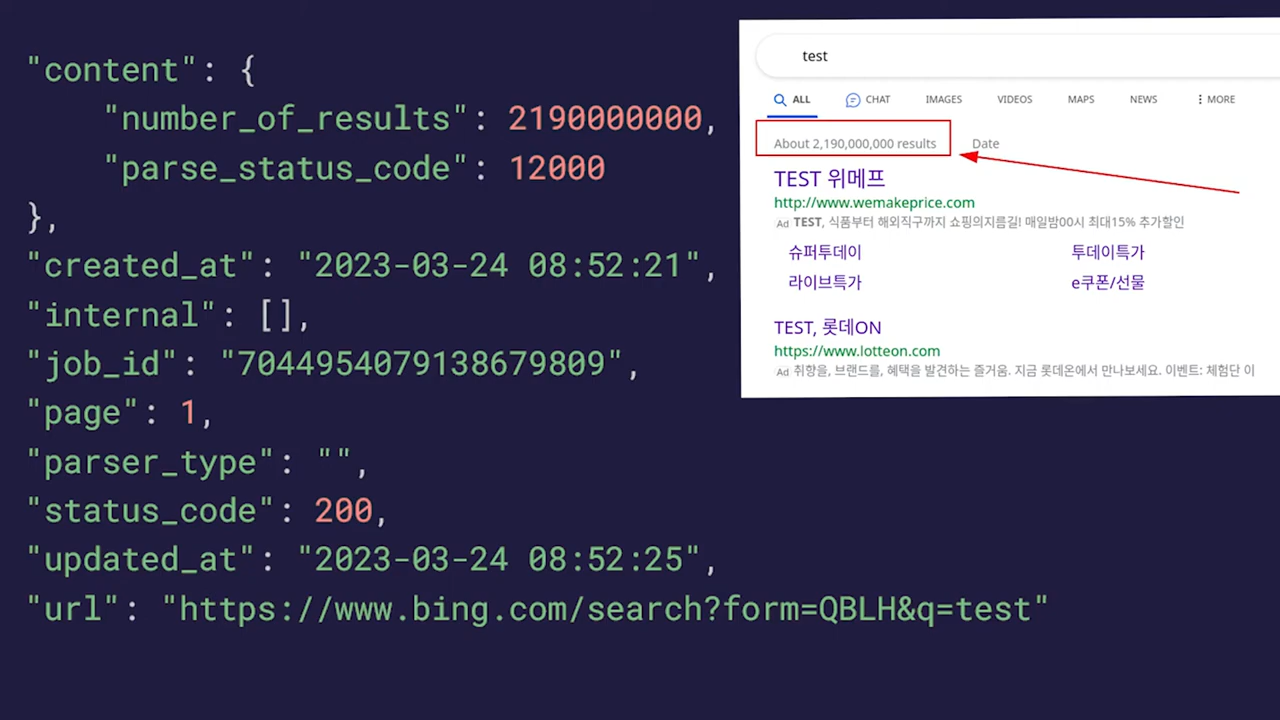 "content": {
"number_of_results": 2190000000,
"parse_status_code": 12000
},
"created_at": "2023-03-24 08:52:21",
"internal": [],
"job_id": "7044954079138679809",
"page": 1,
"parser_type": "",
"status_code": 200,
"updated_at": "2023-03-24 08:52:25",
"url": "https://www.bing.com/search?form=QBLH&q=test"
test
ALL CHAT IMAGES VIDEOS MAPS NEWS MORE
About 2,190,000,000 results Date
TEST 위메프
http://www.wemakeprice.com
Ad TEST, 식품부터 해외직구까지 쇼핑의지름길! 매일밤00시 최대15% 추가할인
슈퍼투데이 투데이특가
라이브특가 e쿠폰/선물
TEST, 롯데ON
https://www.lotteon.com
Ad 취향을, 브랜드를, 혜택을 발견하는 즐거움. 지금 롯데온에서 만나보세요. 이벤트: 체험단 이